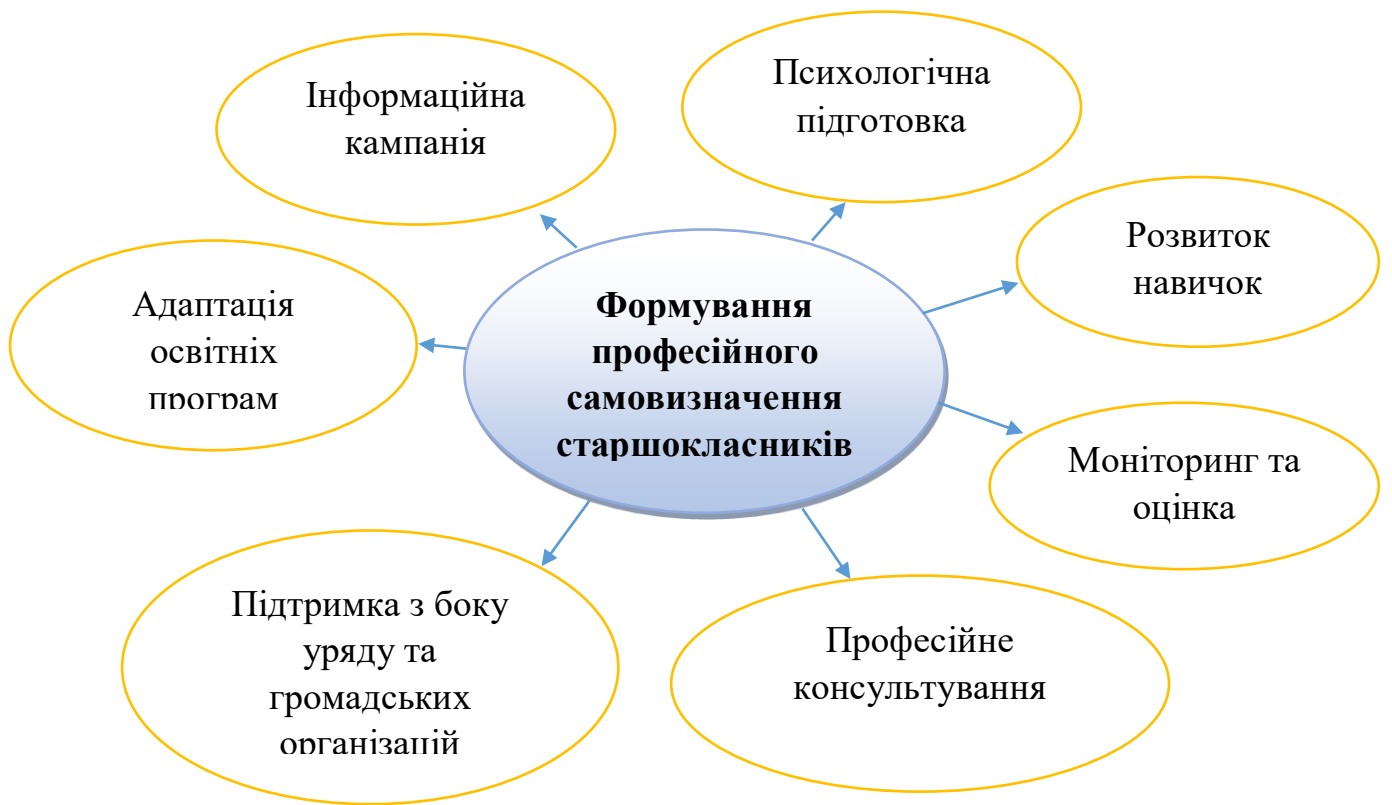 Інформаційна
кампанія
Психологічна
підготовка
Розвиток
навичок
Адаптація
освітніх
програм
Формування
професійного
самовизначення
старшокласників
Моніторинг та
оцінка
Підтримка з боку
уряду та
громадських
організацій
Професійне
консультування